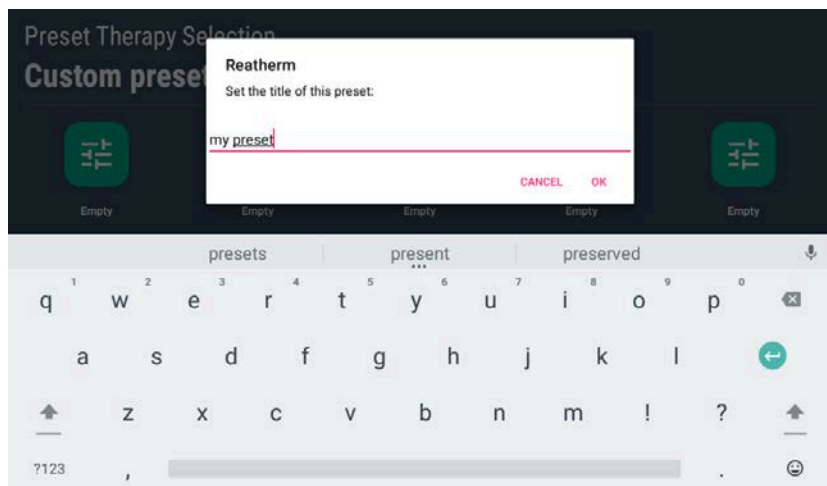 Preset Therapy Selection
Custom preset
Reatherm
Set the title of this preset:
my preset
CANCEL OK
Empty Empty Empty Empty Empty
presets present preserved
q 1 w 2 e 3 r 4 t 5 y 6 u 7 i 8 o 9 p 0
a s d f g h j k l
z x c v b n m ! ?
?123 , .